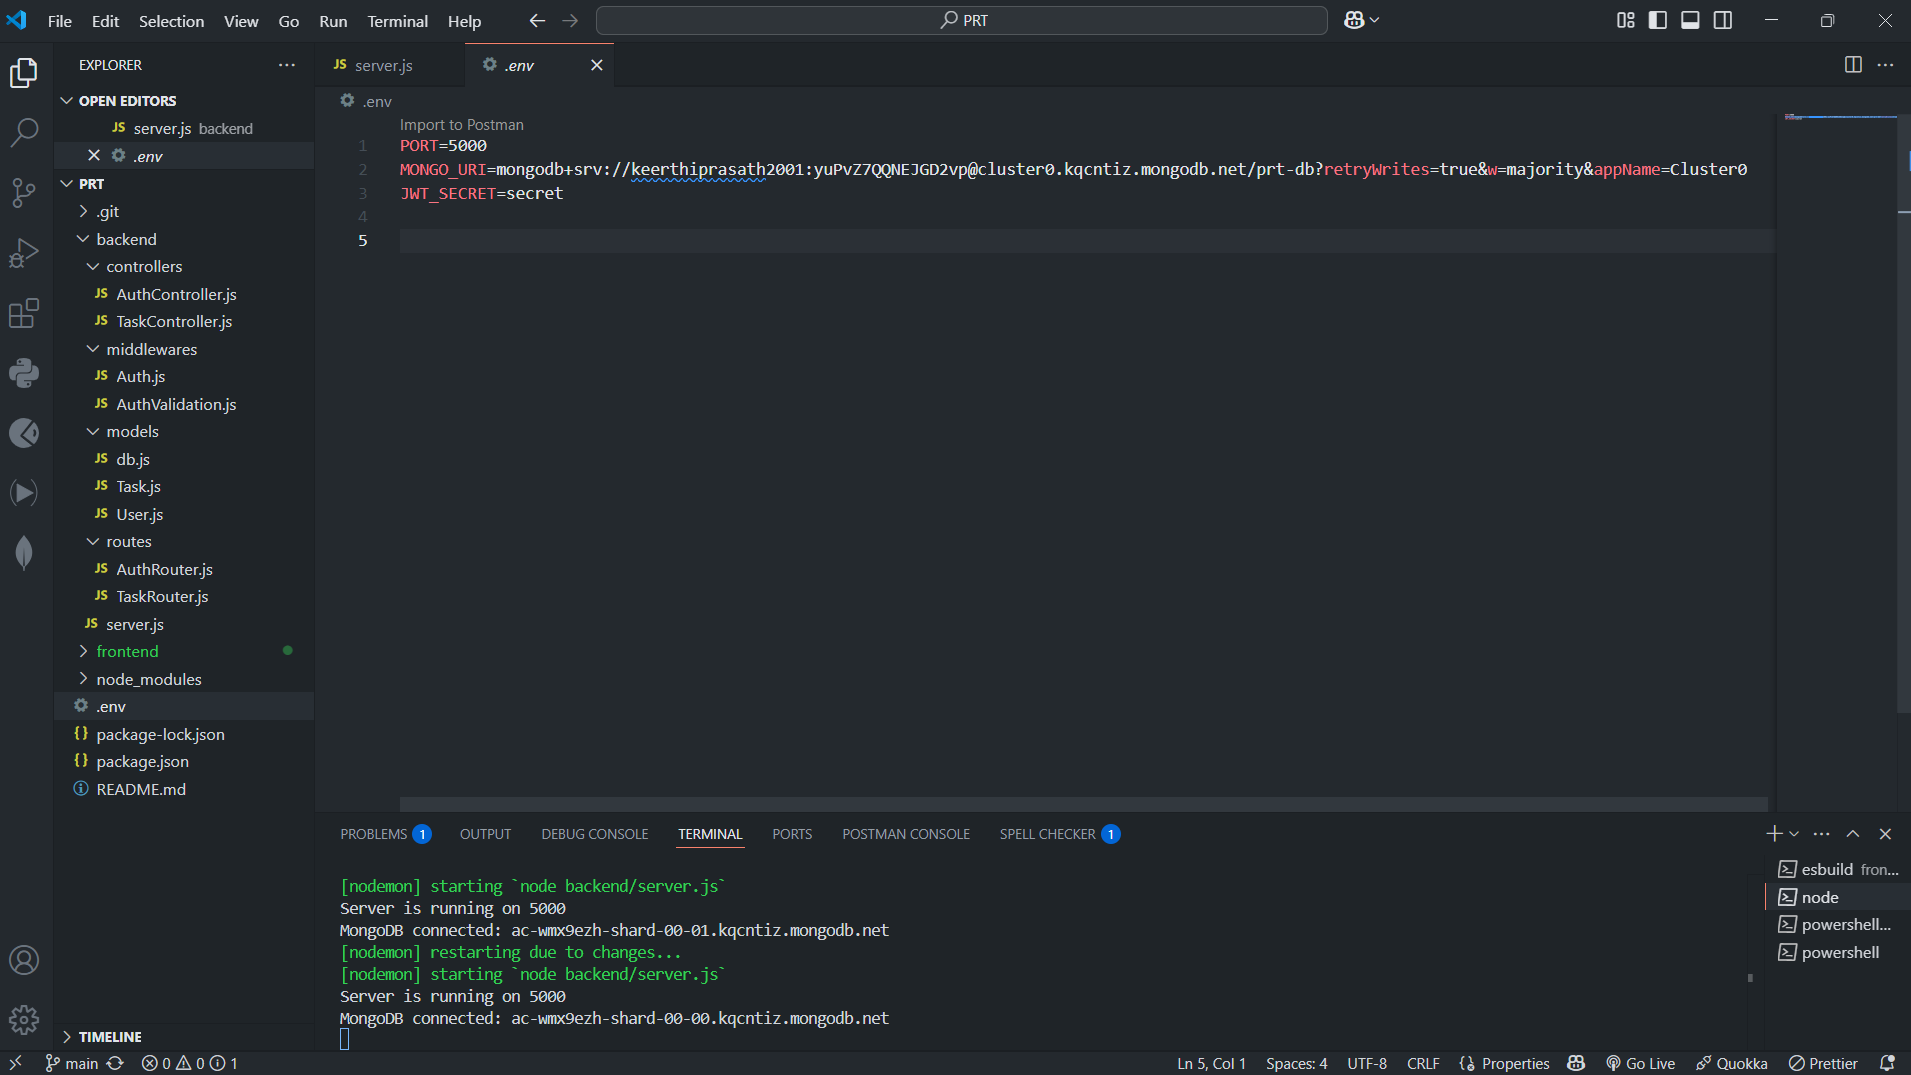 File Edit Selection View Go Run Terminal Help
PRT
EXPLORER
OPEN EDITORS
JS server.js backend
.env
PRT
.git
backend
controllers
JS AuthController.js
JS TaskController.js
middlewares
JS Auth.js
JS AuthValidation.js
models
JS db.js
JS Task.js
JS User.js
routes
JS AuthRouter.js
JS TaskRouter.js
JS server.js
frontend
node_modules
.env
{} package-lock.json
{} package.json
README.md
TIMELINE
JS server.js
.env
.env
Import to Postman
1 PORT=5000
2 MONGO_URI=mongodb+srv://keerthiprasath2001:yuPvZ7QQNEJGD2vp@cluster0.kqcntiz.mongodb.net/prt-db?retryWrites=true&w=majority&appName=Cluster0
3 JWT_SECRET=secret
4
5
PROBLEMS 1 OUTPUT DEBUG CONSOLE TERMINAL PORTS POSTMAN CONSOLE SPELL CHECKER 1
[nodemon] starting `node backend/server.js`
Server is running on 5000
MongoDB connected: ac-wmx9ezh-shard-00-01.kqcntiz.mongodb.net
[nodemon] restarting due to changes...
[nodemon] starting `node backend/server.js`
Server is running on 5000
MongoDB connected: ac-wmx9ezh-shard-00-00.kqcntiz.mongodb.net
esbuild fron...
node
powershell...
powershell
main 0 0 1 Ln 5, Col 1 Spaces: 4 UTF-8 CRLF Properties Go Live Quokka Prettier